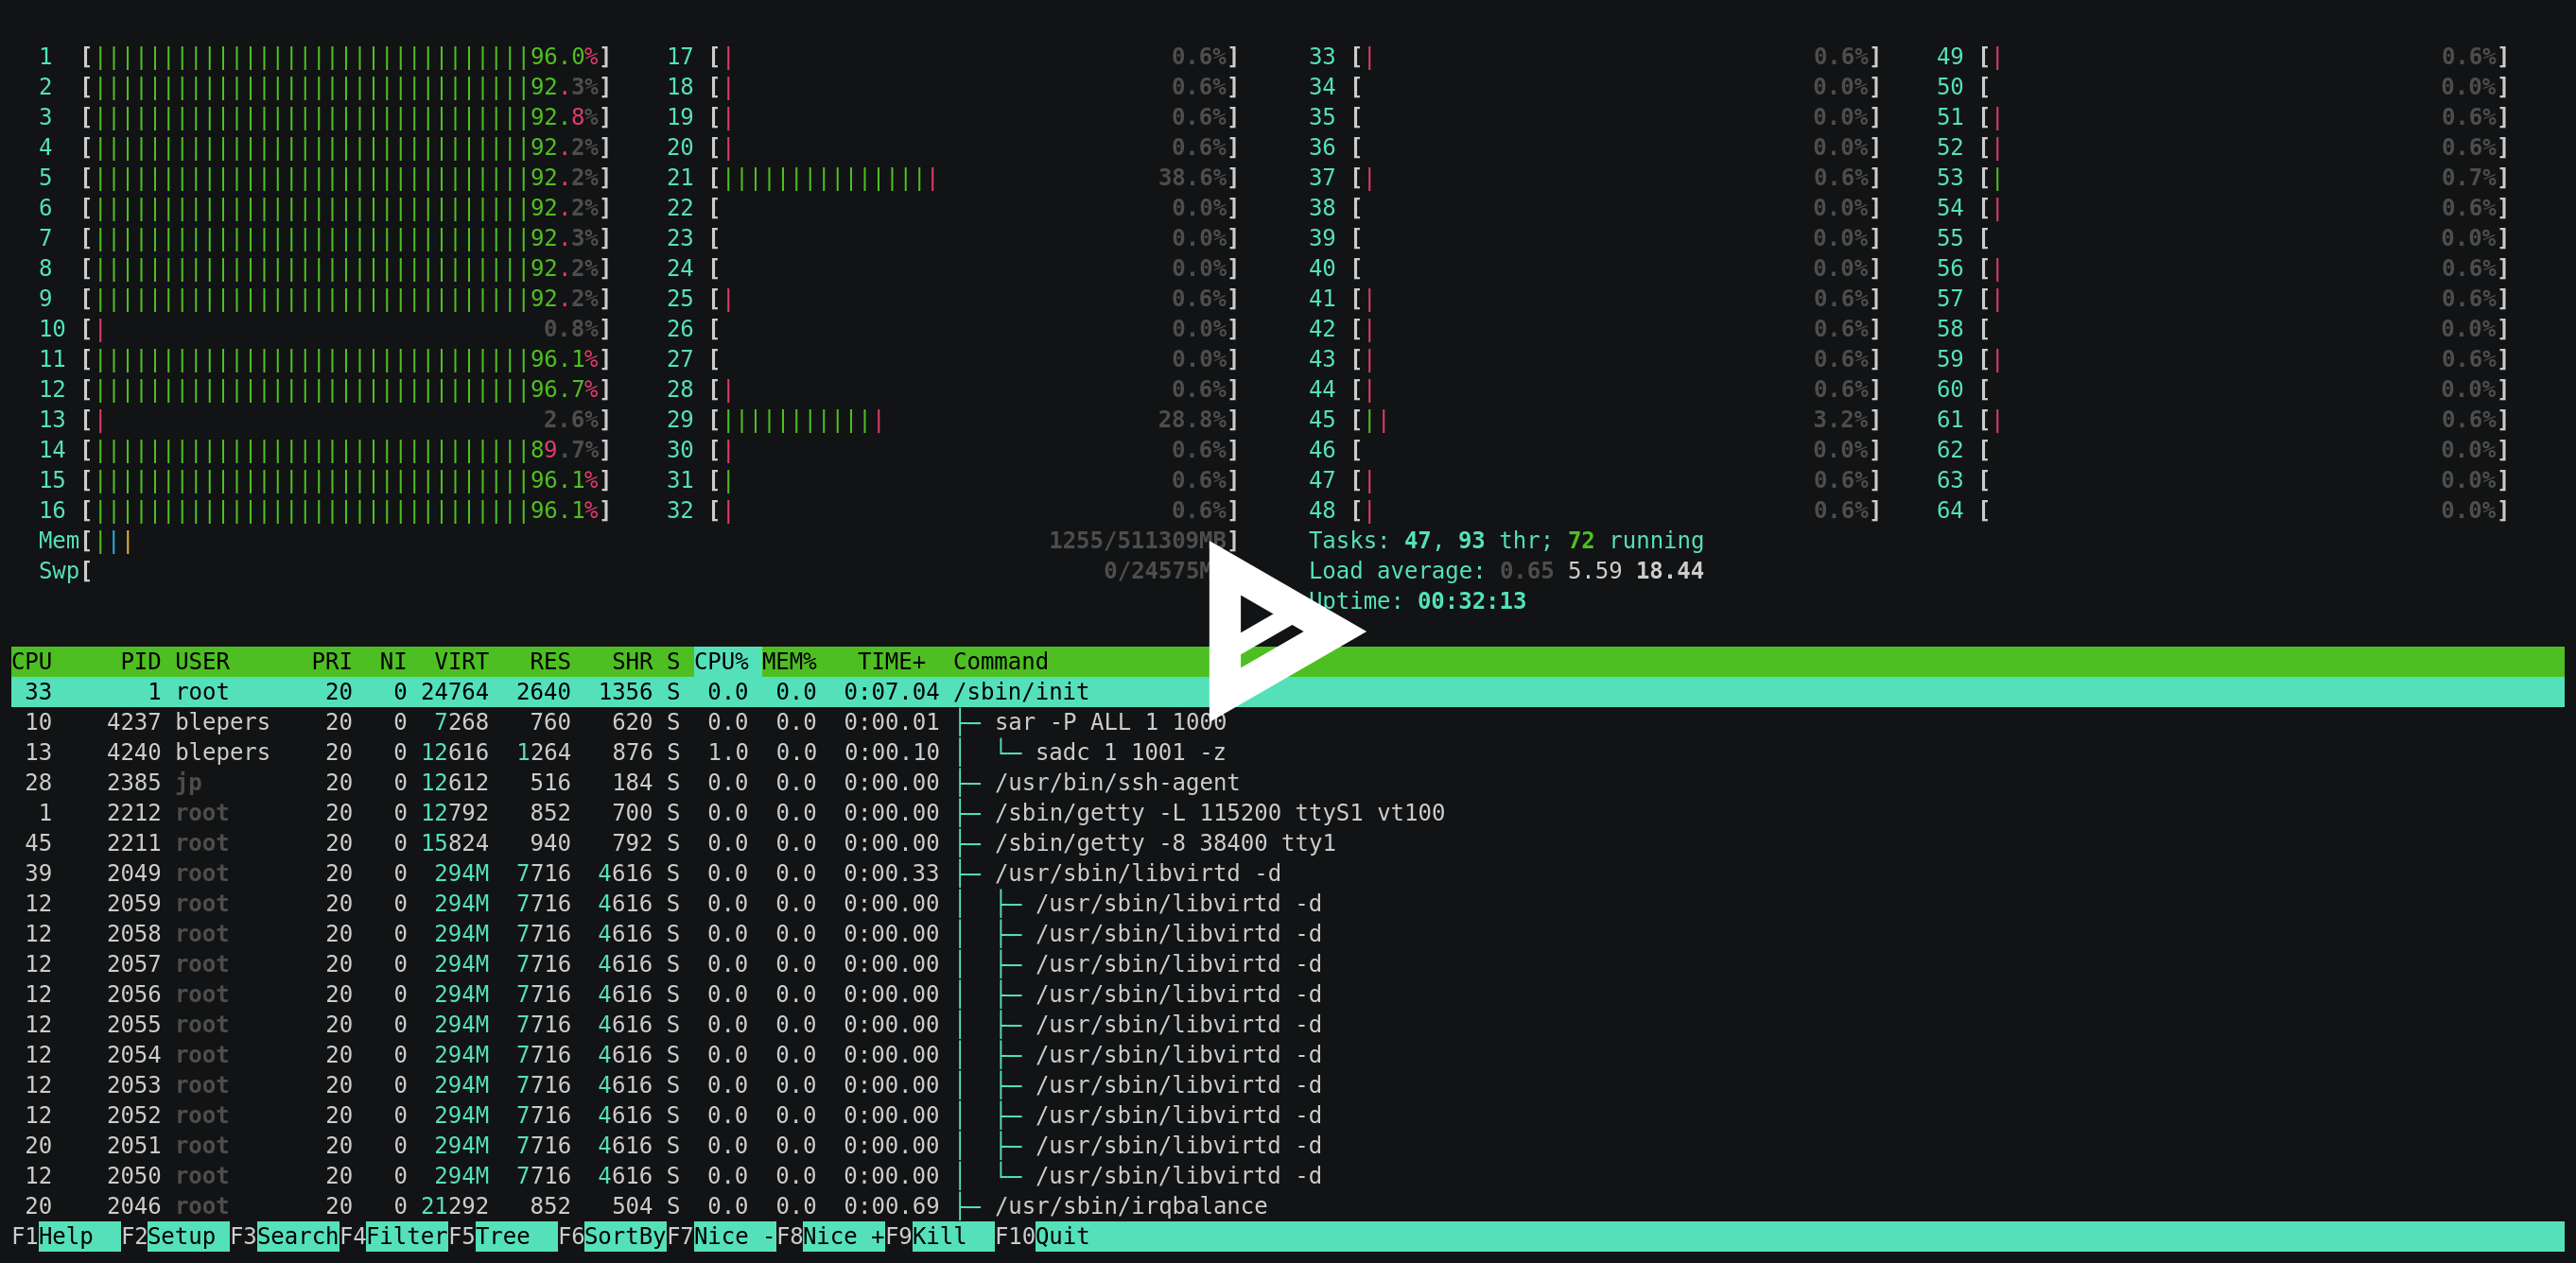 1 [96.0%] 17 [0.6%] 33 [0.6%] 49 [0.6%]
2 [92.3%] 18 [0.6%] 34 [0.0%] 50 [0.0%]
3 [92.8%] 19 [0.6%] 35 [0.0%] 51 [0.6%]
4 [92.2%] 20 [0.6%] 36 [0.0%] 52 [0.6%]
5 [92.2%] 21 [38.6%] 37 [0.6%] 53 [0.7%]
6 [92.2%] 22 [0.0%] 38 [0.0%] 54 [0.6%]
7 [92.3%] 23 [0.0%] 39 [0.0%] 55 [0.0%]
8 [92.2%] 24 [0.0%] 40 [0.0%] 56 [0.6%]
9 [92.2%] 25 [0.6%] 41 [0.6%] 57 [0.6%]
10 [0.8%] 26 [0.0%] 42 [0.6%] 58 [0.0%]
11 [96.1%] 27 [0.0%] 43 [0.6%] 59 [0.6%]
12 [96.7%] 28 [0.6%] 44 [0.6%] 60 [0.0%]
13 [2.6%] 29 [28.8%] 45 [3.2%] 61 [0.6%]
14 [89.7%] 30 [0.6%] 46 [0.0%] 62 [0.0%]
15 [96.1%] 31 [0.6%] 47 [0.6%] 63 [0.0%]
16 [96.1%] 32 [0.6%] 48 [0.6%] 64 [0.0%]
Mem[1255/511309MB] Tasks: 47, 93 thr; 72 running
Swp[0/24575M Load average: 0.65 5.59 18.44
Uptime: 00:32:13
CPU PID USER PRI NI VIRT RES SHR S CPU% MEM% TIME+ Command
33 1 root 20 0 24764 2640 1356 S 0.0 0.0 0:07.04 /sbin/init
10 4237 blepers 20 0 7268 760 620 S 0.0 0.0 0:00.01 ├─ sar -P ALL 1 1000
13 4240 blepers 20 0 12616 1264 876 S 1.0 0.0 0:00.10 │ └─ sadc 1 1001 -z
28 2385 jp 20 0 12612 516 184 S 0.0 0.0 0:00.00 ├─ /usr/bin/ssh-agent
1 2212 root 20 0 12792 852 700 S 0.0 0.0 0:00.00 ├─ /sbin/getty -L 115200 ttyS1 vt100
45 2211 root 20 0 15824 940 792 S 0.0 0.0 0:00.00 ├─ /sbin/getty -8 38400 tty1
39 2049 root 20 0 294M 7716 4616 S 0.0 0.0 0:00.33 ├─ /usr/sbin/libvirtd -d
12 2059 root 20 0 294M 7716 4616 S 0.0 0.0 0:00.00 │ ├─ /usr/sbin/libvirtd -d
12 2058 root 20 0 294M 7716 4616 S 0.0 0.0 0:00.00 │ ├─ /usr/sbin/libvirtd -d
12 2057 root 20 0 294M 7716 4616 S 0.0 0.0 0:00.00 │ ├─ /usr/sbin/libvirtd -d
12 2056 root 20 0 294M 7716 4616 S 0.0 0.0 0:00.00 │ ├─ /usr/sbin/libvirtd -d
12 2055 root 20 0 294M 7716 4616 S 0.0 0.0 0:00.00 │ ├─ /usr/sbin/libvirtd -d
12 2054 root 20 0 294M 7716 4616 S 0.0 0.0 0:00.00 │ ├─ /usr/sbin/libvirtd -d
12 2053 root 20 0 294M 7716 4616 S 0.0 0.0 0:00.00 │ ├─ /usr/sbin/libvirtd -d
12 2052 root 20 0 294M 7716 4616 S 0.0 0.0 0:00.00 │ ├─ /usr/sbin/libvirtd -d
20 2051 root 20 0 294M 7716 4616 S 0.0 0.0 0:00.00 │ ├─ /usr/sbin/libvirtd -d
12 2050 root 20 0 294M 7716 4616 S 0.0 0.0 0:00.00 │ └─ /usr/sbin/libvirtd -d
20 2046 root 20 0 21292 852 504 S 0.0 0.0 0:00.69 ├─ /usr/sbin/irqbalance
F1Help F2Setup F3SearchF4FilterF5Tree F6SortByF7Nice -F8Nice +F9Kill F10Quit